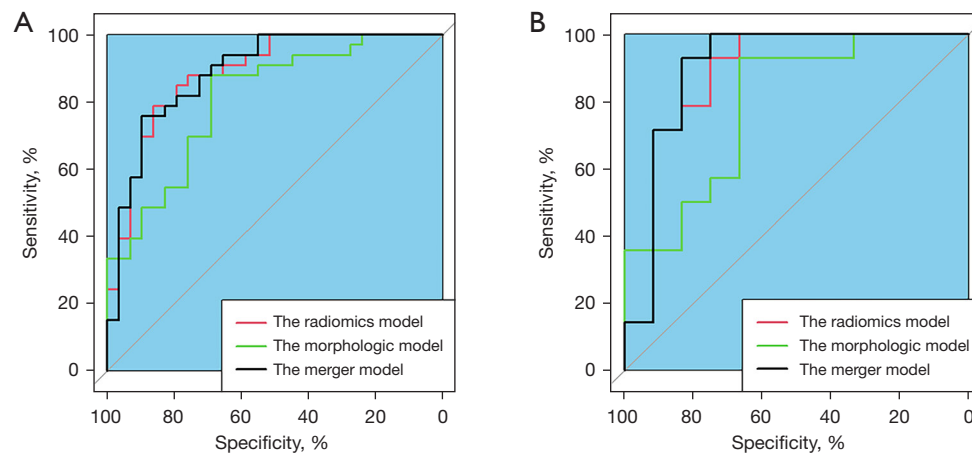 A
100
80
60
40
20
0
Sensitivity, %
The radiomics model
The morphologic model
The merger model
100 80 60 40 20 0
Specificity, %
B
100
80
60
40
20
0
Sensitivity, %
The radiomics model
The morphologic model
The merger model
100 80 60 40 20 0
Specificity, %